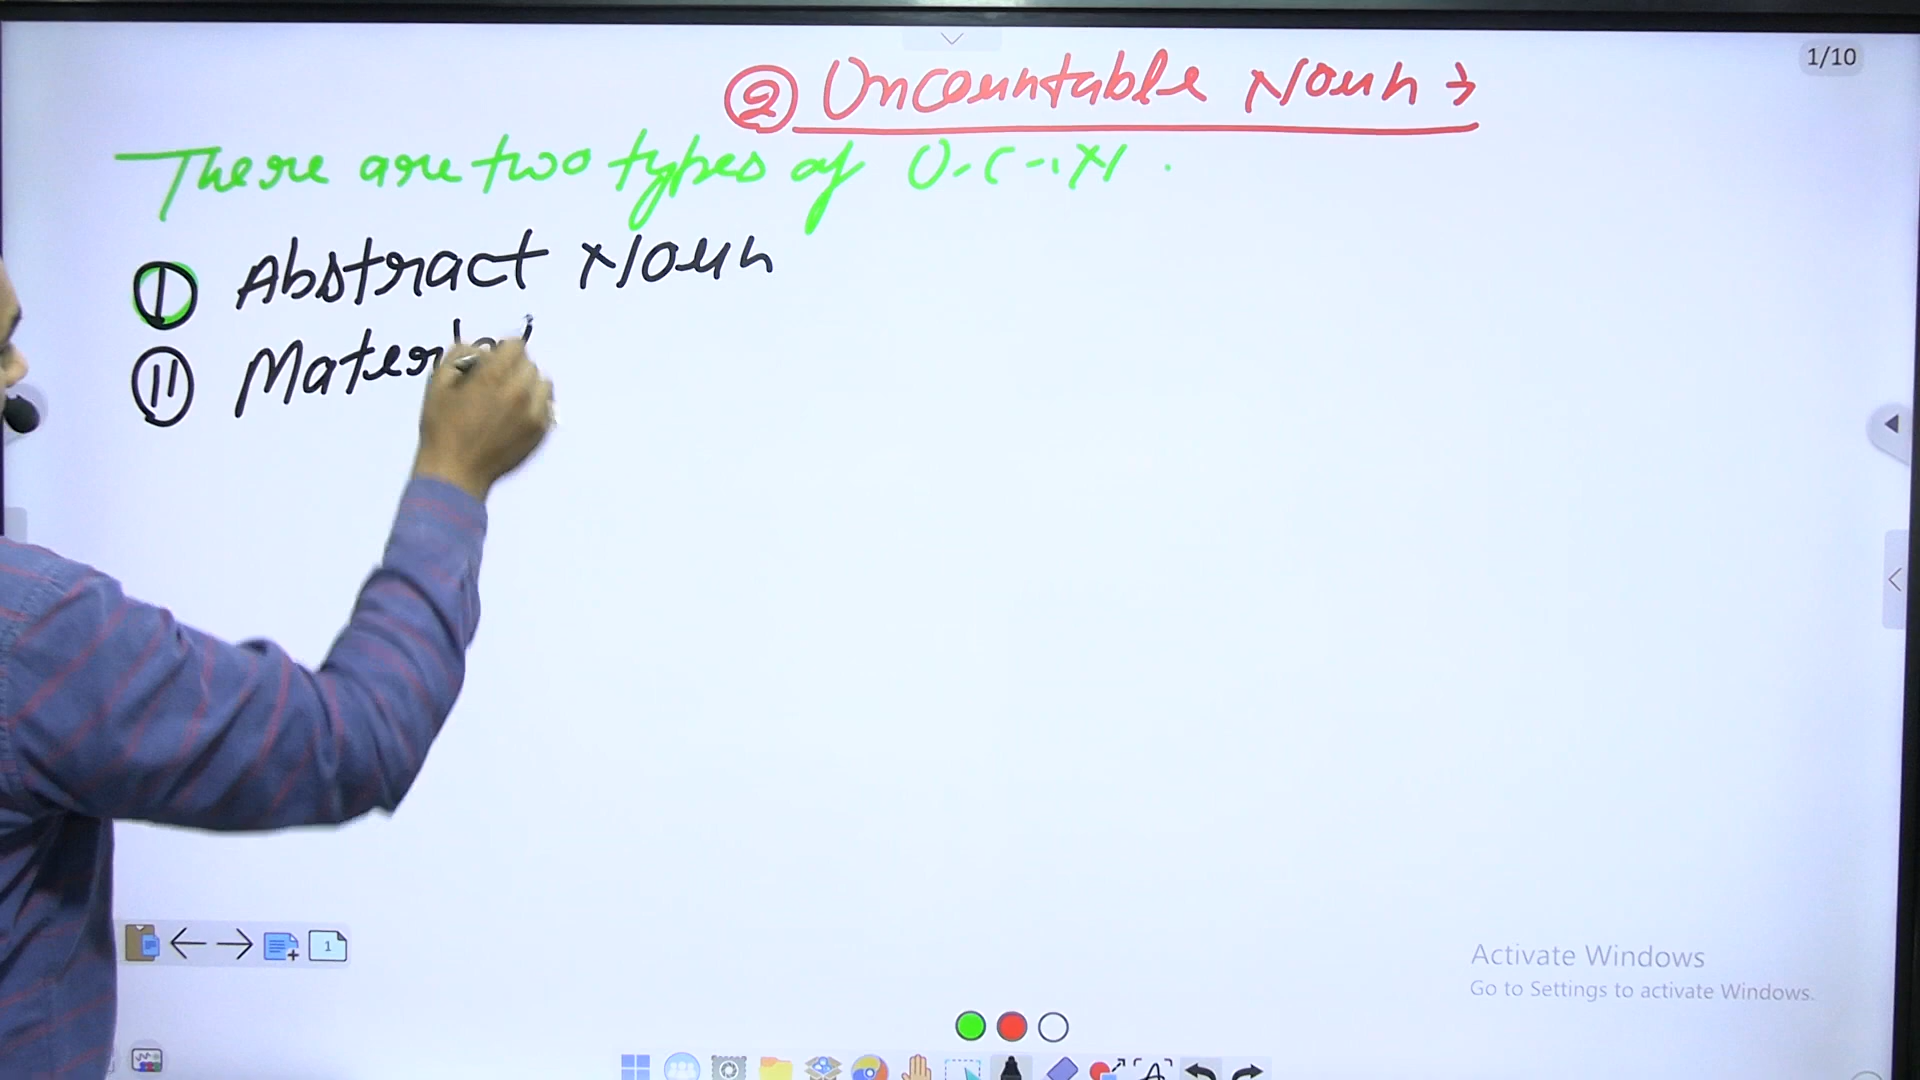 1/10
② Uncountable Noun →
There are two types of U.C.N.
Ⅰ Abstract Noun
Ⅱ Material
1
Activate Windows
Go to Settings to activate Windows.